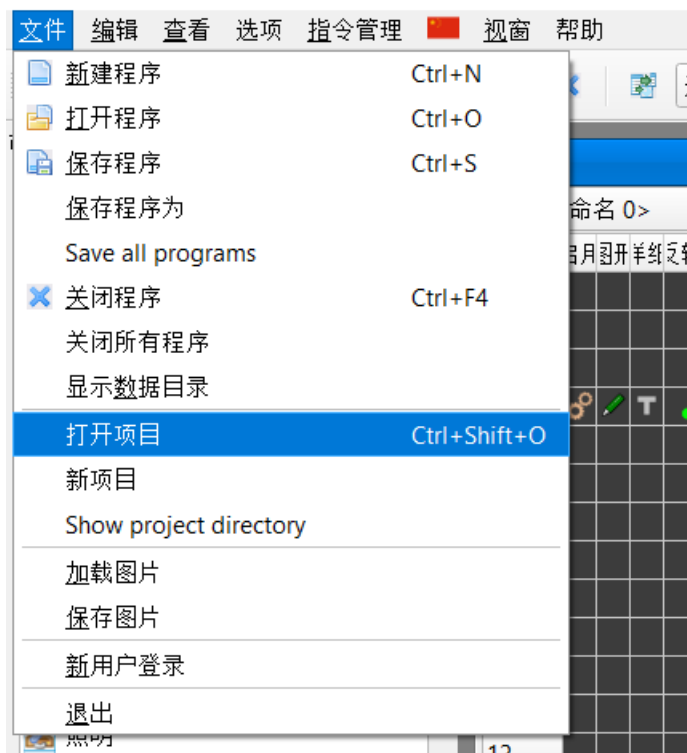 文件 编辑 查看 选项 指令管理 视窗 帮助
新建程序 Ctrl+N
打开程序 Ctrl+O
保存程序 Ctrl+S
保存程序为
命名 0>
Save all programs
关闭程序 Ctrl+F4
关闭所有程序
显示数据目录
打开项目 Ctrl+Shift+O
新项目
Show project directory
加载图片
保存图片
新用户登录
退出
照明
12